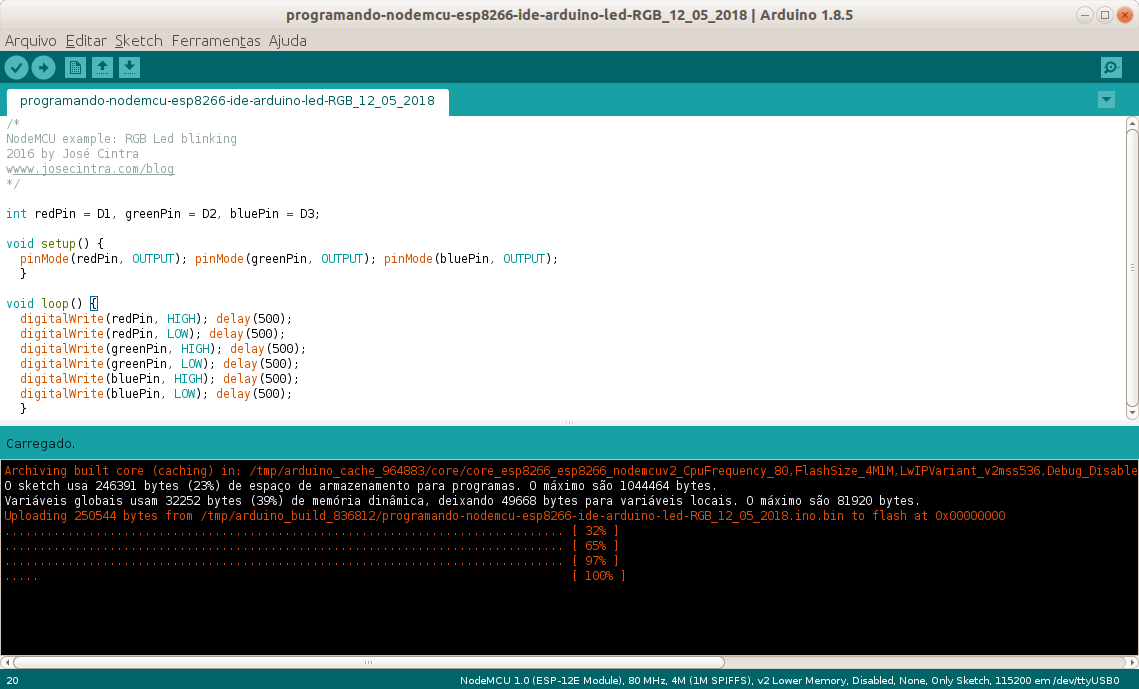 programando-nodemcu-esp8266-ide-arduino-led-RGB_12_05_2018 | Arduino 1.8.5
Arquivo Editar Sketch Ferramentas Ajuda
programando-nodemcu-esp8266-ide-arduino-led-RGB_12_05_2018
/*
NodeMCU example: RGB Led blinking
2016 by José Cintra
wwww.josecintra.com/blog
*/
int redPin = D1, greenPin = D2, bluePin = D3;
void setup() {
pinMode(redPin, OUTPUT); pinMode(greenPin, OUTPUT); pinMode(bluePin, OUTPUT);
}
void loop() {
digitalWrite(redPin, HIGH); delay(500);
digitalWrite(redPin, LOW); delay(500);
digitalWrite(greenPin, HIGH); delay(500);
digitalWrite(greenPin, LOW); delay(500);
digitalWrite(bluePin, HIGH); delay(500);
digitalWrite(bluePin, LOW); delay(500);
}
Carregado.
Archiving built core (caching) in: /tmp/arduino_cache_964883/core/core_esp8266_esp8266_nodemcuv2_CpuFrequency_80,FlashSize_4M1M,LwIPVariant_v2mss536,Debug_Disable
O sketch usa 246391 bytes (23%) de espaço de armazenamento para programas. O máximo são 1044464 bytes.
Variáveis globais usam 32252 bytes (39%) de memória dinâmica, deixando 49668 bytes para variáveis locais. O máximo são 81920 bytes.
Uploading 250544 bytes from /tmp/arduino_build_836812/programando-nodemcu-esp8266-ide-arduino-led-RGB_12_05_2018.ino.bin to flash at 0x00000000
................................................................................ [ 32% ]
................................................................................ [ 65% ]
................................................................................ [ 97% ]
..... [ 100% ]
20 NodeMCU 1.0 (ESP-12E Module), 80 MHz, 4M (1M SPIFFS), v2 Lower Memory, Disabled, None, Only Sketch, 115200 em /dev/ttyUSB0